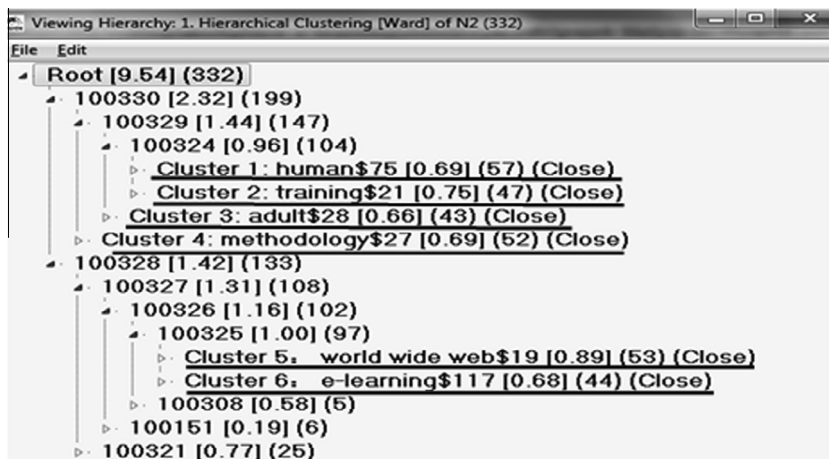 Viewing Hierarchy: 1. Hierarchical Clustering [Ward] of N2 (332)
File Edit
Root [9.54] (332)
100330 [2.32] (199)
100329 [1.44] (147)
100324 [0.96] (104)
Cluster 1: human$75 [0.69] (57) (Close)
Cluster 2: training$21 [0.75] (47) (Close)
Cluster 3: adult$28 [0.66] (43) (Close)
Cluster 4: methodology$27 [0.69] (52) (Close)
100328 [1.42] (133)
100327 [1.31] (108)
100326 [1.16] (102)
100325 [1.00] (97)
Cluster 5: world wide web$19 [0.89] (53) (Close)
Cluster 6: e-learning$117 [0.68] (44) (Close)
100308 [0.58] (5)
100151 [0.19] (6)
100321 [0.77] (25)